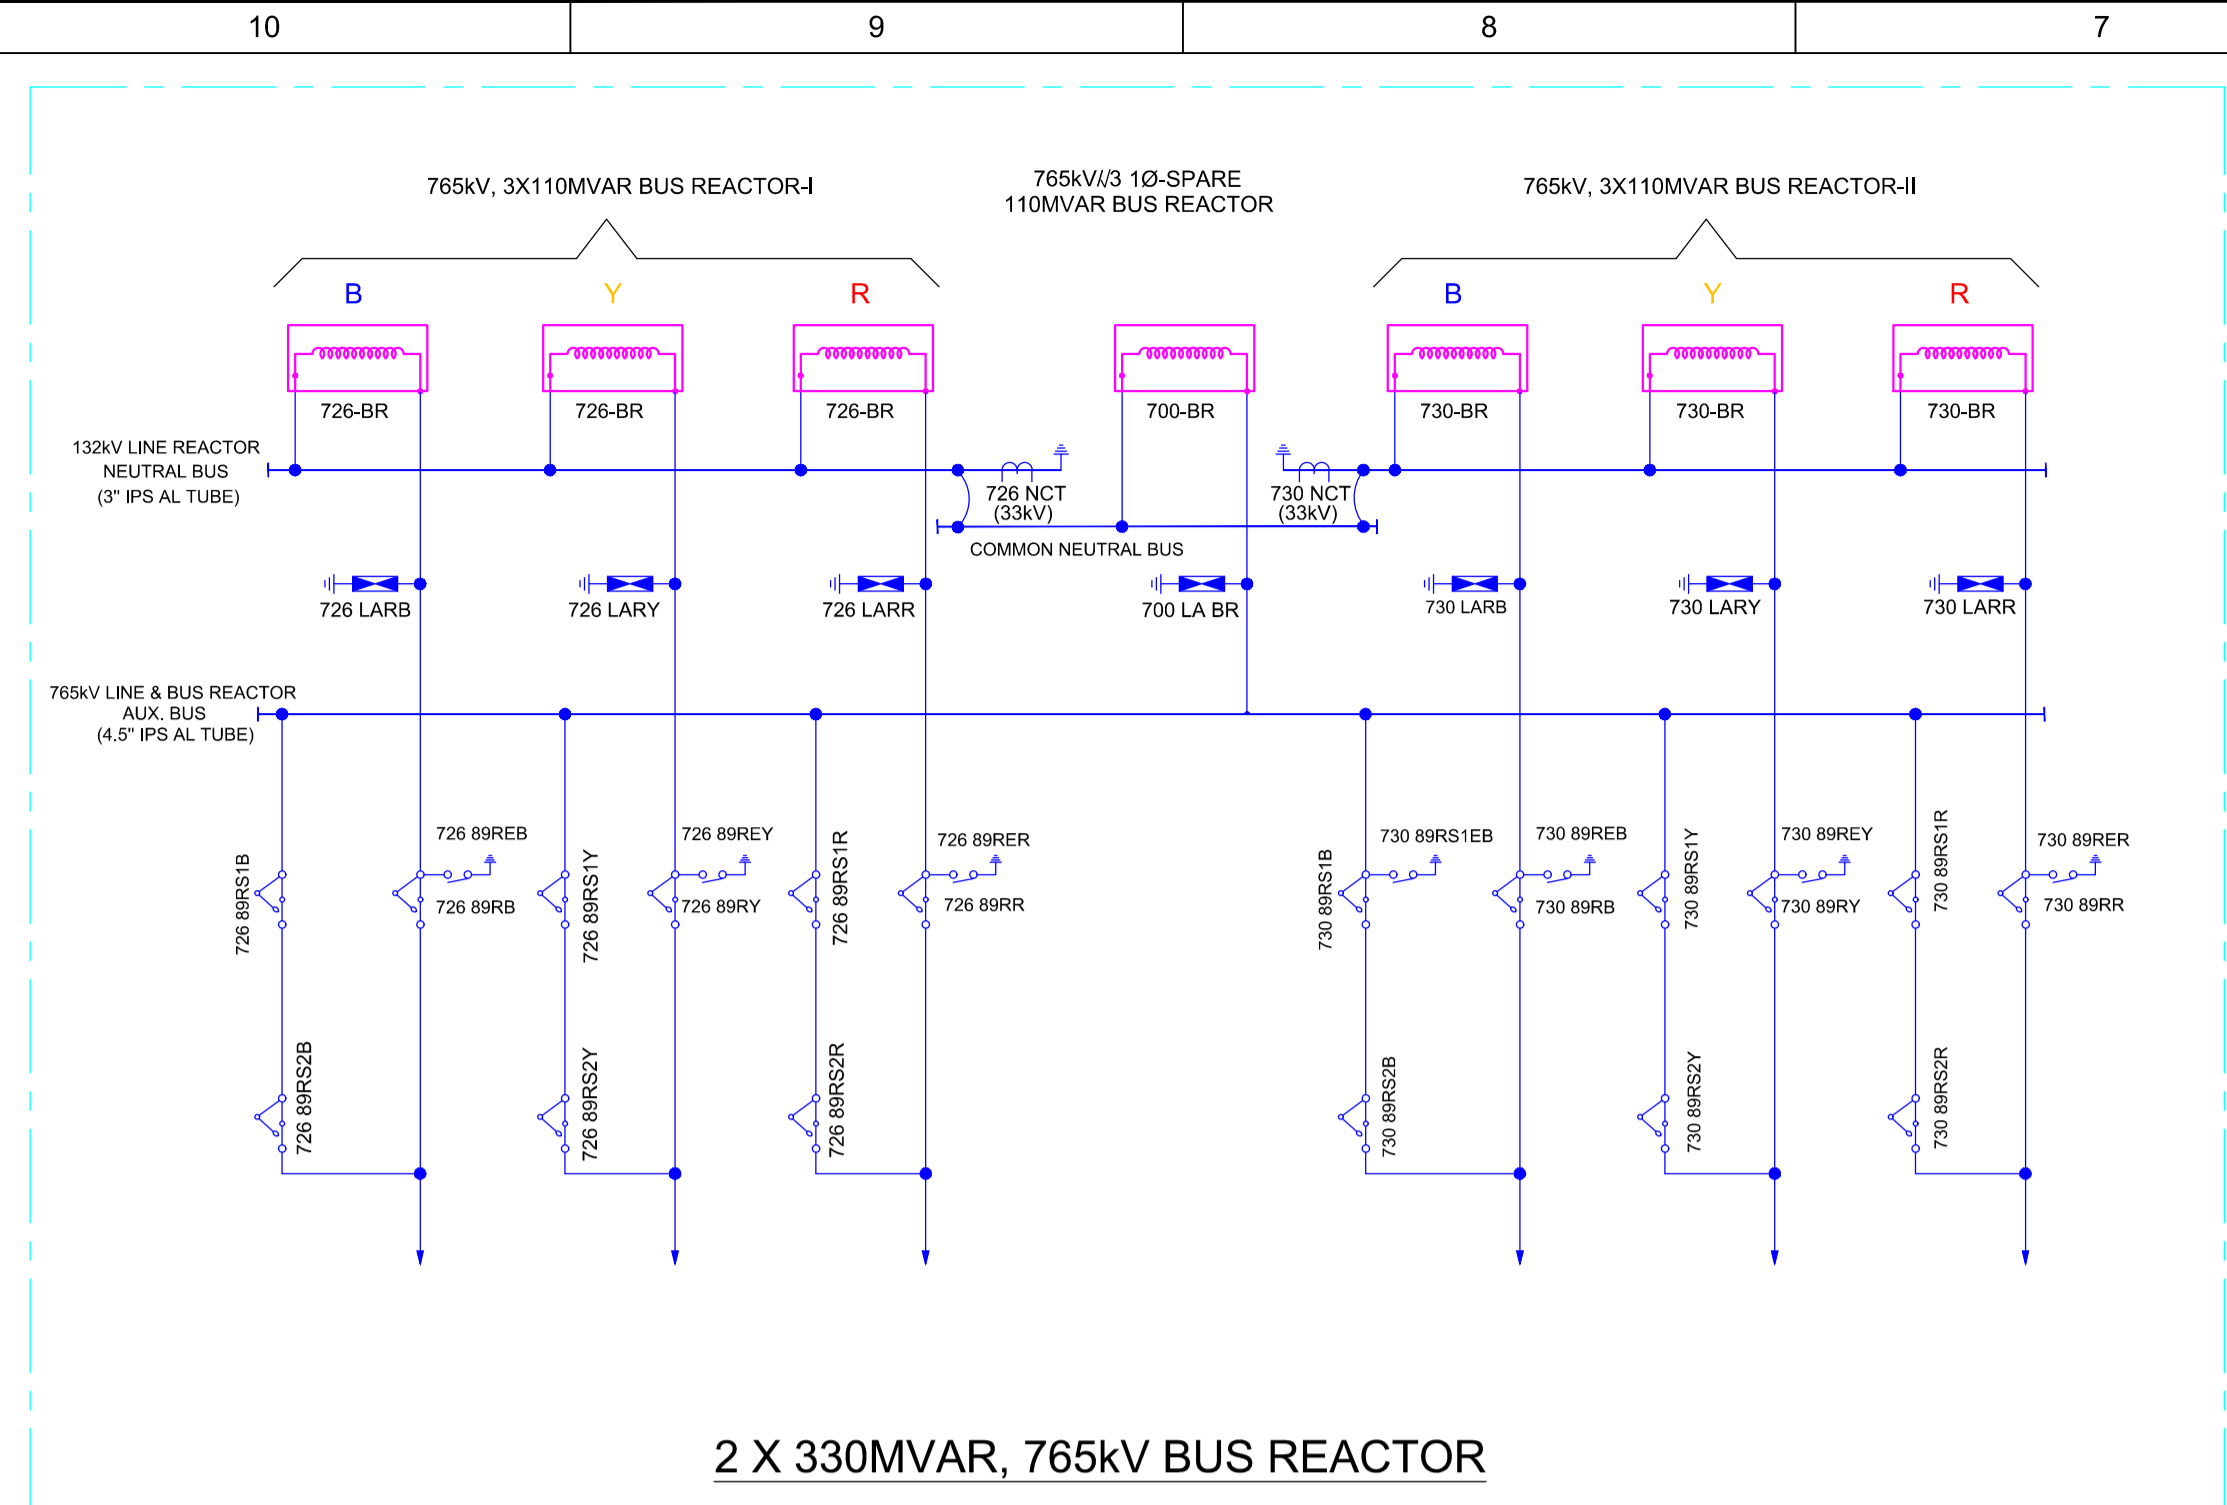 10
9
8
7
765kV, 3X110MVAR BUS REACTOR-I
765kV/√3 1Ø-SPARE
110MVAR BUS REACTOR
765kV, 3X110MVAR BUS REACTOR-II
B
Y
R
B
Y
R
726-BR
726-BR
726-BR
700-BR
730-BR
730-BR
730-BR
132kV LINE REACTOR
NEUTRAL BUS
(3" IPS AL TUBE)
726 NCT
(33kV)
730 NCT
(33kV)
COMMON NEUTRAL BUS
726 LARB
726 LARY
726 LARR
700 LA BR
730 LARB
730 LARY
730 LARR
765kV LINE & BUS REACTOR
AUX. BUS
(4.5" IPS AL TUBE)
726 89RS1B
726 89REB
726 89RB
726 89RS1Y
726 89REY
726 89RY
726 89RS1R
726 89RER
726 89RR
730 89RS1B
730 89RS1EB
730 89REB
730 89RB
730 89RS1Y
730 89REY
730 89RY
730 89RS1R
730 89RER
730 89RR
726 89RS2B
726 89RS2Y
726 89RS2R
730 89RS2B
730 89RS2Y
730 89RS2R
2 X 330MVAR, 765kV BUS REACTOR